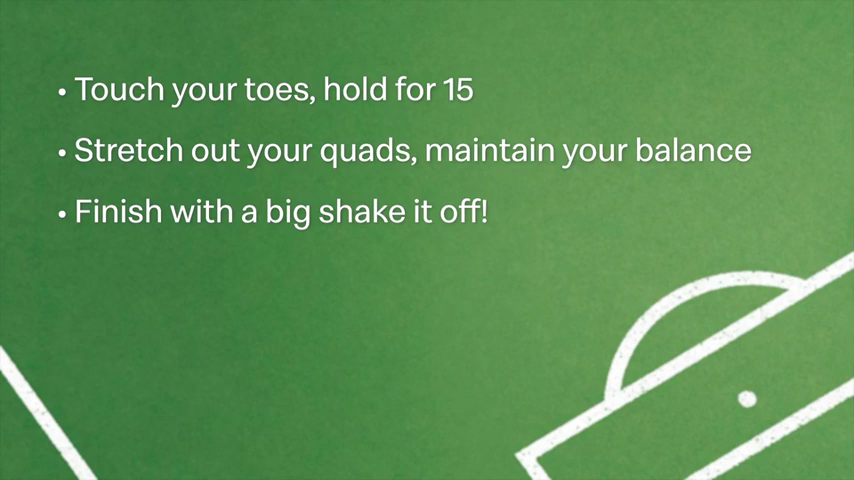 • Touch your toes, hold for 15
• Stretch out your quads, maintain your balance
• Finish with a big shake it off!